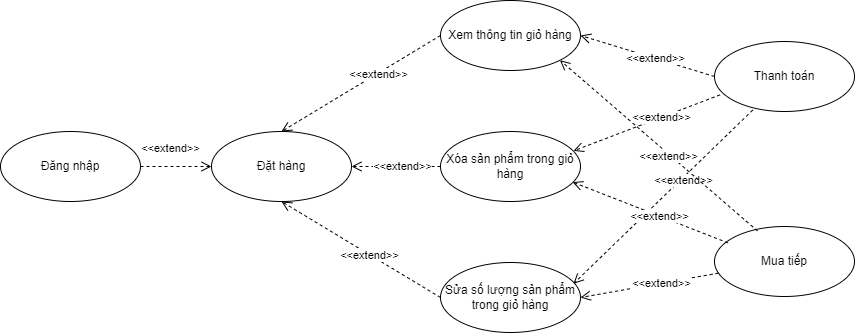 Xem thông tin giỏ hàng
<<extend>>
<<extend>>
Thanh toán
<<extend>>
<<extend>>
Đăng nhập
Đặt hàng
<<extend>>
Xóa sản phẩm trong giỏ
hàng
<<extend>>
<<extend>>
<<extend>>
<<extend>>
Mua tiếp
<<extend>>
Sửa số lượng sản phẩm
trong giỏ hàng